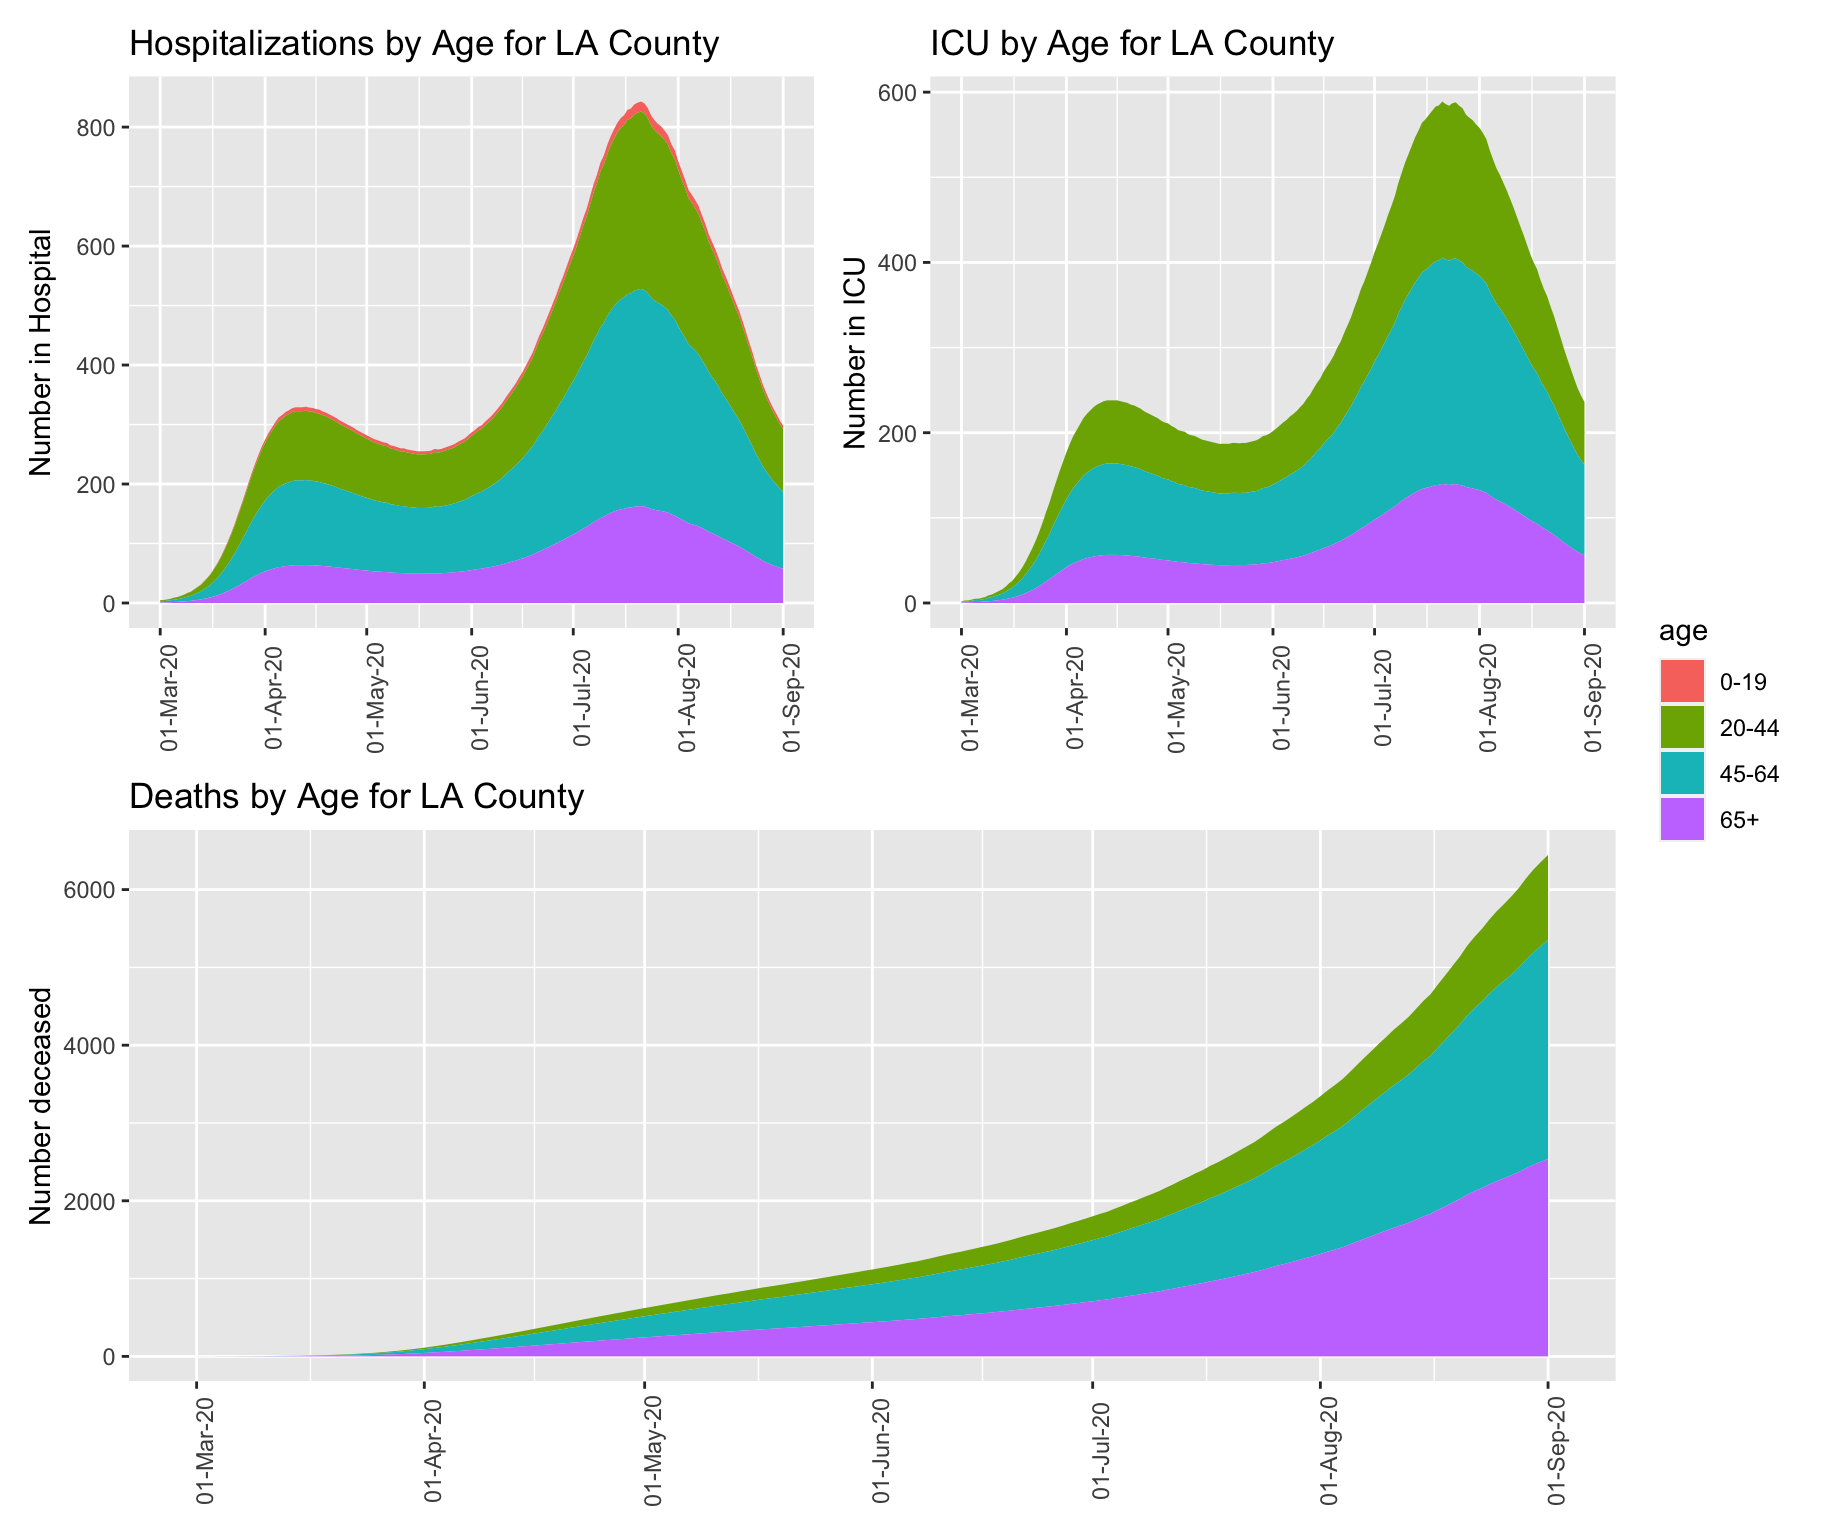 Hospitalizations by Age for LA County
Number in Hospital
800
600
400
200
0
01-Mar-20
01-Apr-20
01-May-20
01-Jun-20
01-Jul-20
01-Aug-20
01-Sep-20
ICU by Age for LA County
Number in ICU
600
400
200
0
01-Mar-20
01-Apr-20
01-May-20
01-Jun-20
01-Jul-20
01-Aug-20
01-Sep-20
age
0-19
20-44
45-64
65+
Deaths by Age for LA County
Number deceased
6000
4000
2000
0
01-Mar-20
01-Apr-20
01-May-20
01-Jun-20
01-Jul-20
01-Aug-20
01-Sep-20